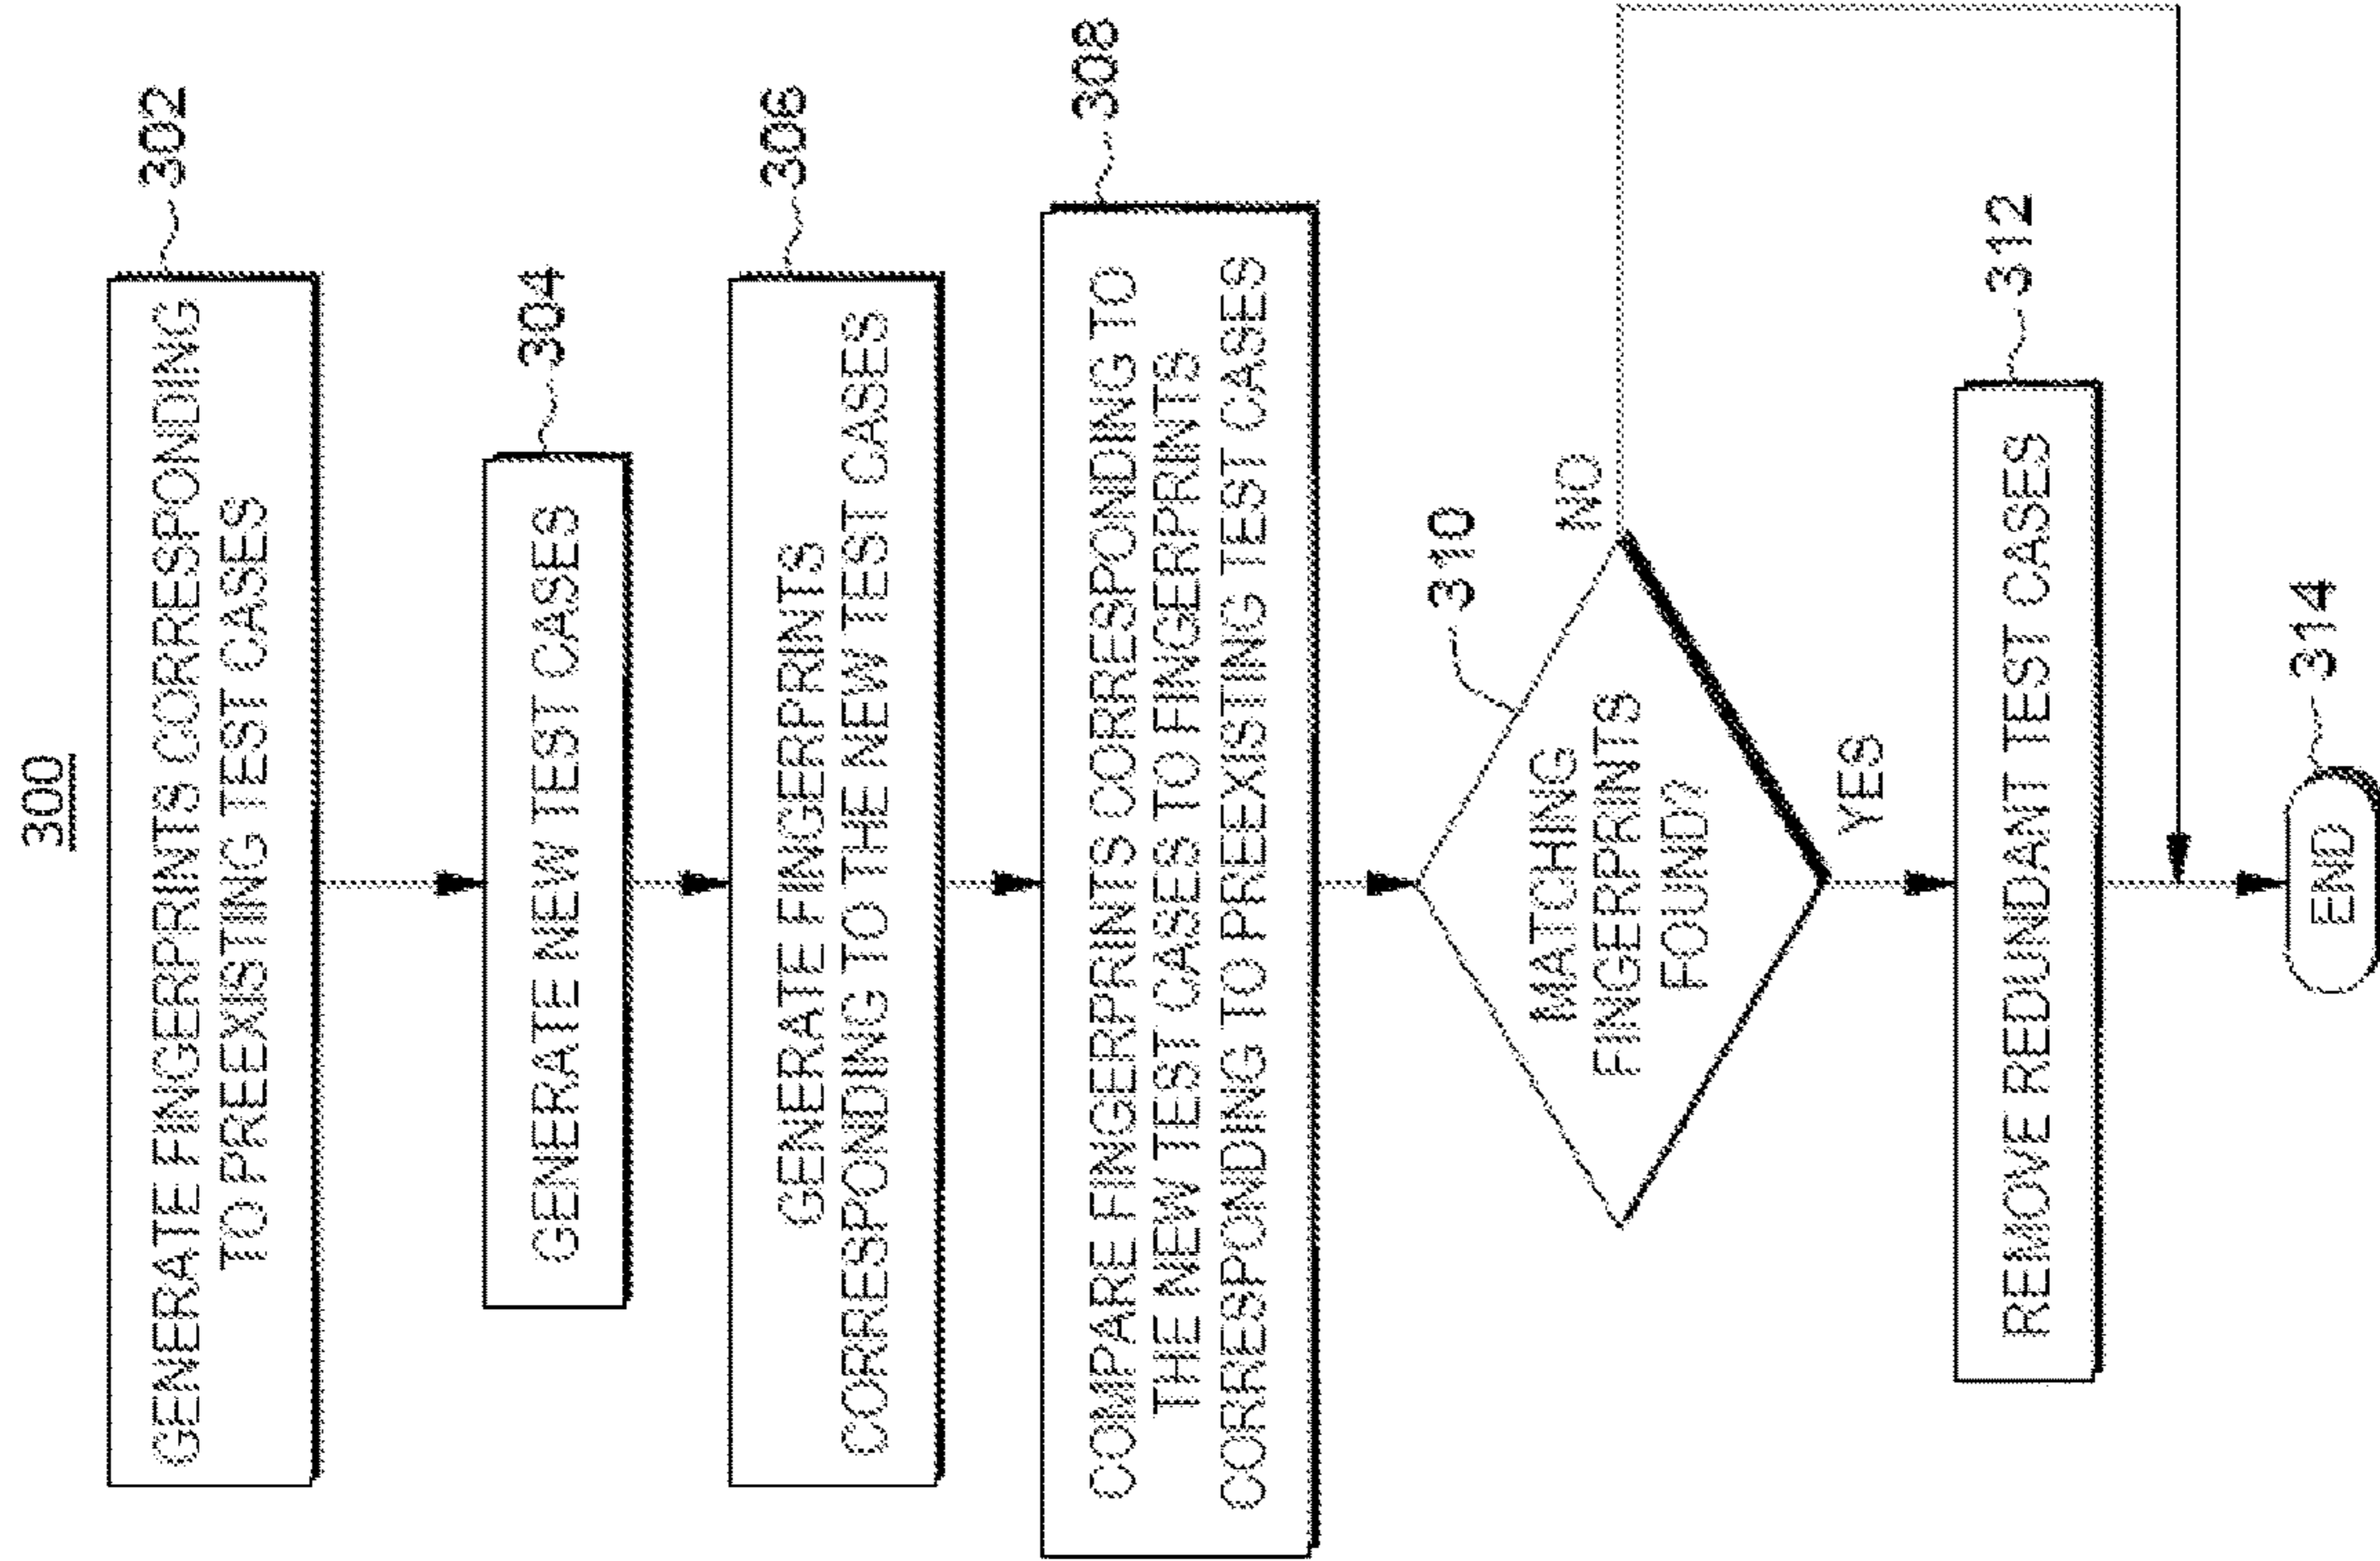 300
GENERATE FINGERPRINTS CORRESPONDING
TO PREEXISTING TEST CASES
302
GENERATE NEW TEST CASES
304
GENERATE FINGERPRINTS
CORRESPONDING TO THE NEW TEST CASES
306
COMPARE FINGERPRINTS CORRESPONDING TO
THE NEW TEST CASES TO FINGERPRINTS
CORRESPONDING TO PREEXISTING TEST CASES
308
310
MATCHING
FINGERPRINTS
FOUND?
NO
YES
REMOVE REDUNDANT TEST CASES
312
END
314